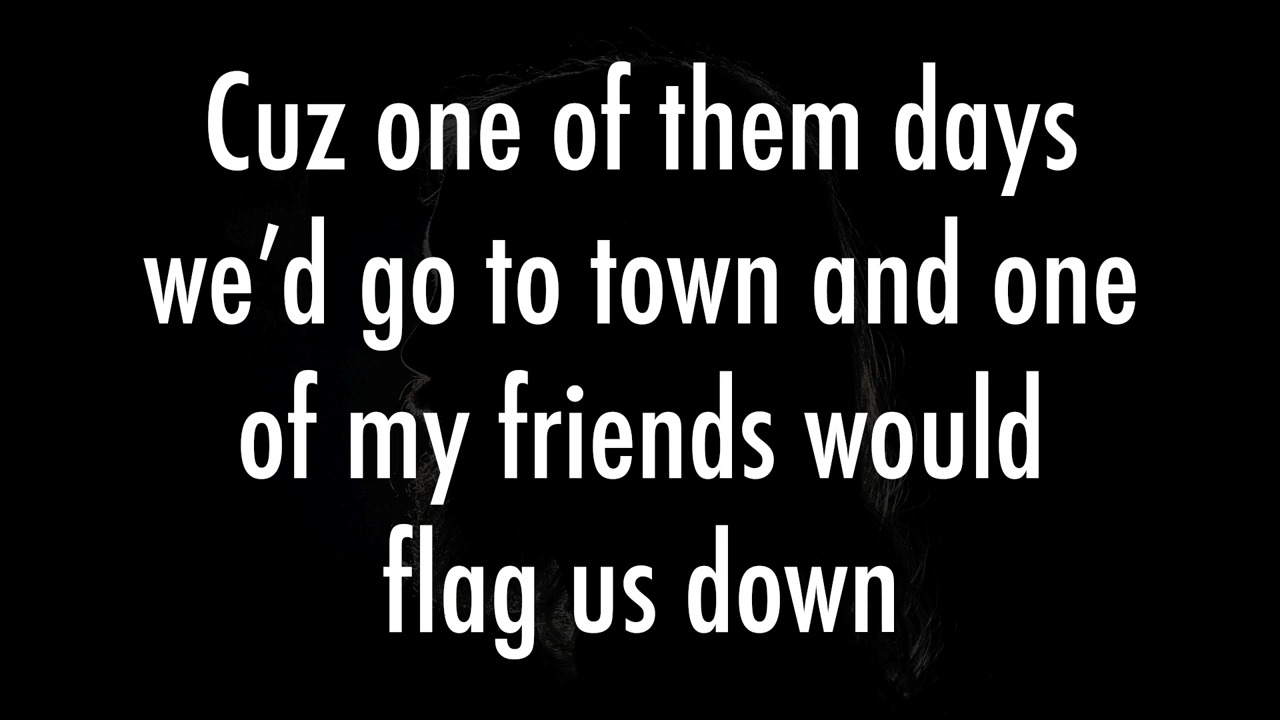 Cuz one of them days
we’d go to town and one
of my friends would
flag us down